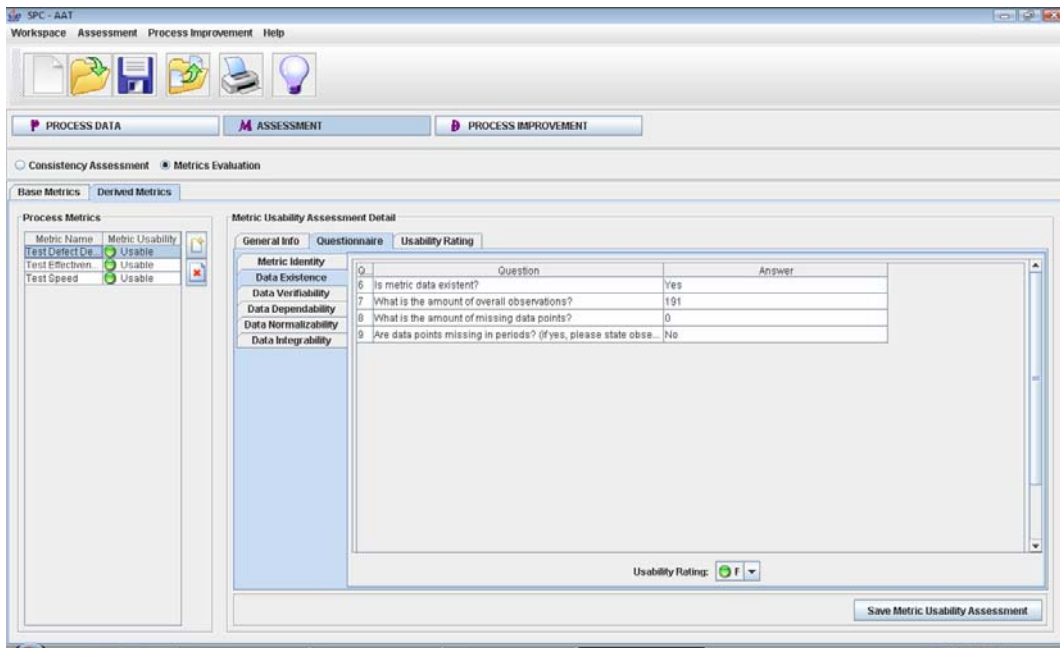 SPC - AAT
Workspace Assessment Process Improvement Help
P PROCESS DATA M ASSESSMENT PROCESS IMPROVEMENT
Consistency Assessment Metrics Evaluation
Base Metrics Derived Metrics
Process Metrics
Metric Name Metric Usability
Test Defect De... Usable
Test Effectiven... Usable
Test Speed Usable
Metric Usability Assessment Detail
General Info Questionnaire Usability Rating
Metric Identity
Data Existence
Data Verifiability
Data Dependability
Data Normalizability
Data Integrability
Q... Question Answer
6 Is metric data existent? Yes
7 What is the amount of overall observations? 191
8 What is the amount of missing data points? 0
9 Are data points missing in periods? (if yes, please state obse... No
Usability Rating: F
Save Metric Usability Assessment